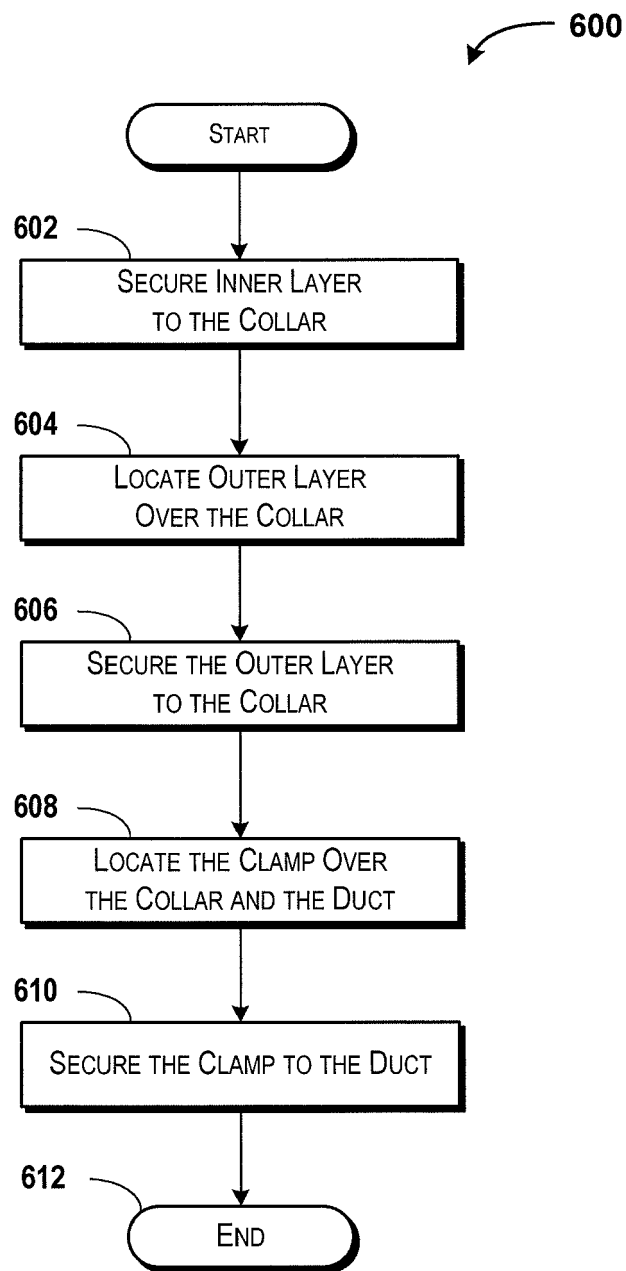 600
START
602
SECURE INNER LAYER
TO THE COLLAR
604
LOCATE OUTER LAYER
OVER THE COLLAR
606
SECURE THE OUTER LAYER
TO THE COLLAR
608
LOCATE THE CLAMP OVER
THE COLLAR AND THE DUCT
610
SECURE THE CLAMP TO THE DUCT
612
END